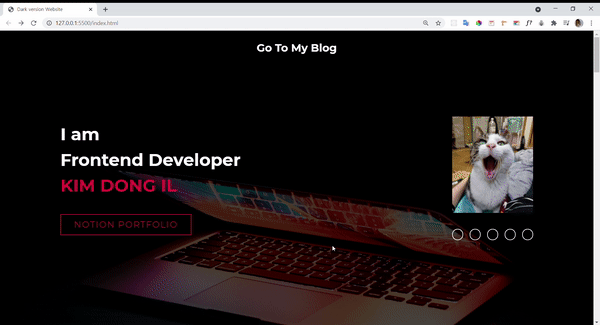 Dark version Website
127.0.0.1:5500/index.html
Go To My Blog
I am
Frontend Developer
KIM DONG IL
NOTION PORTFOLIO